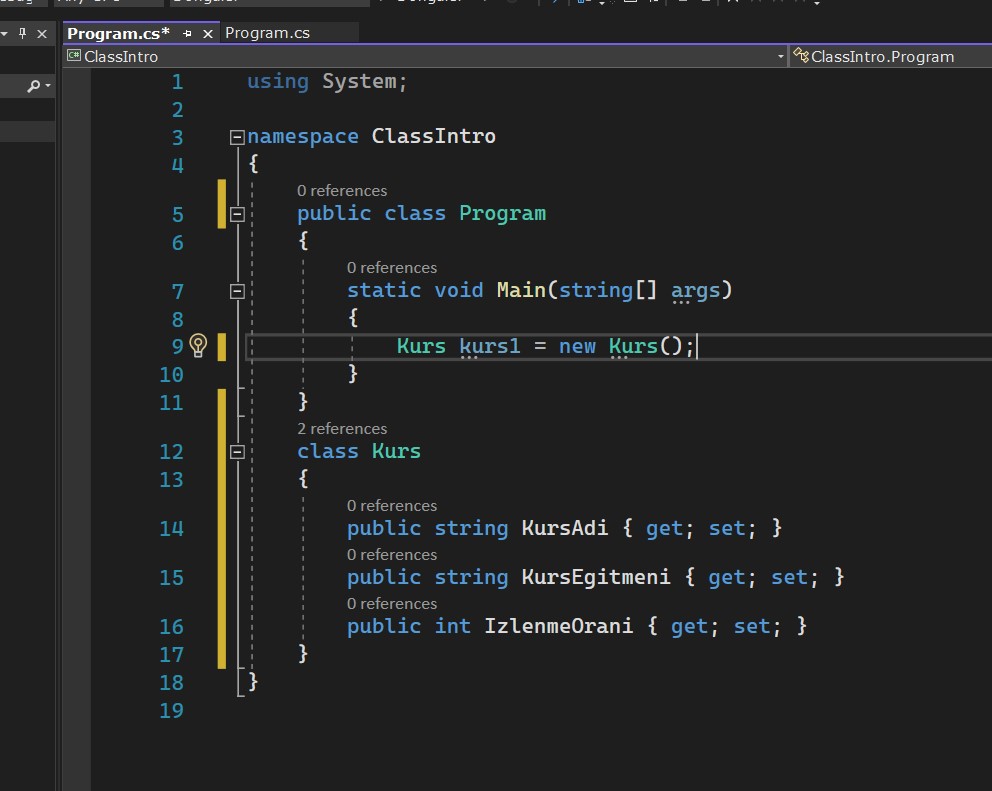 Program.cs* Program.cs
ClassIntro ClassIntro.Program
1 using System;
2
3 namespace ClassIntro
4 {
0 references
5 public class Program
6 {
0 references
7 static void Main(string[] args)
8 {
9 Kurs kurs1 = new Kurs();
10 }
11 }
2 references
12 class Kurs
13 {
0 references
14 public string KursAdi { get; set; }
0 references
15 public string KursEgitmeni { get; set; }
0 references
16 public int IzlenmeOrani { get; set; }
17 }
18 }
19